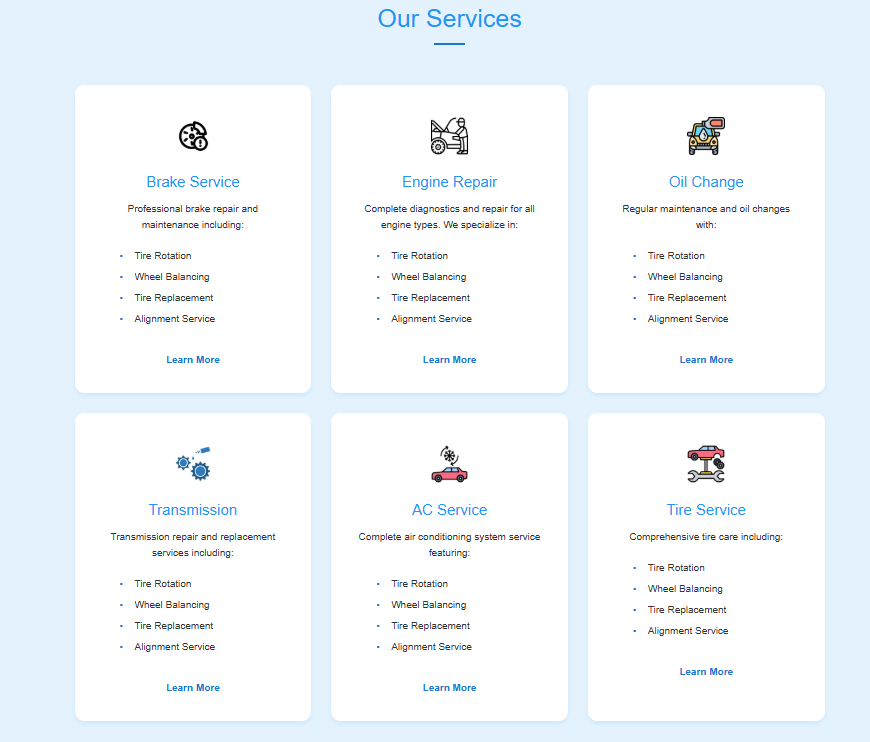 Our Services
Brake Service
Professional brake repair and
maintenance including:
Tire Rotation
Wheel Balancing
Tire Replacement
Alignment Service
Learn More
Engine Repair
Complete diagnostics and repair for all
engine types. We specialize in:
Tire Rotation
Wheel Balancing
Tire Replacement
Alignment Service
Learn More
Oil Change
Regular maintenance and oil changes
with:
Tire Rotation
Wheel Balancing
Tire Replacement
Alignment Service
Learn More
Transmission
Transmission repair and replacement
services including:
Tire Rotation
Wheel Balancing
Tire Replacement
Alignment Service
Learn More
AC Service
Complete air conditioning system service
featuring:
Tire Rotation
Wheel Balancing
Tire Replacement
Alignment Service
Learn More
Tire Service
Comprehensive tire care including:
Tire Rotation
Wheel Balancing
Tire Replacement
Alignment Service
Learn More